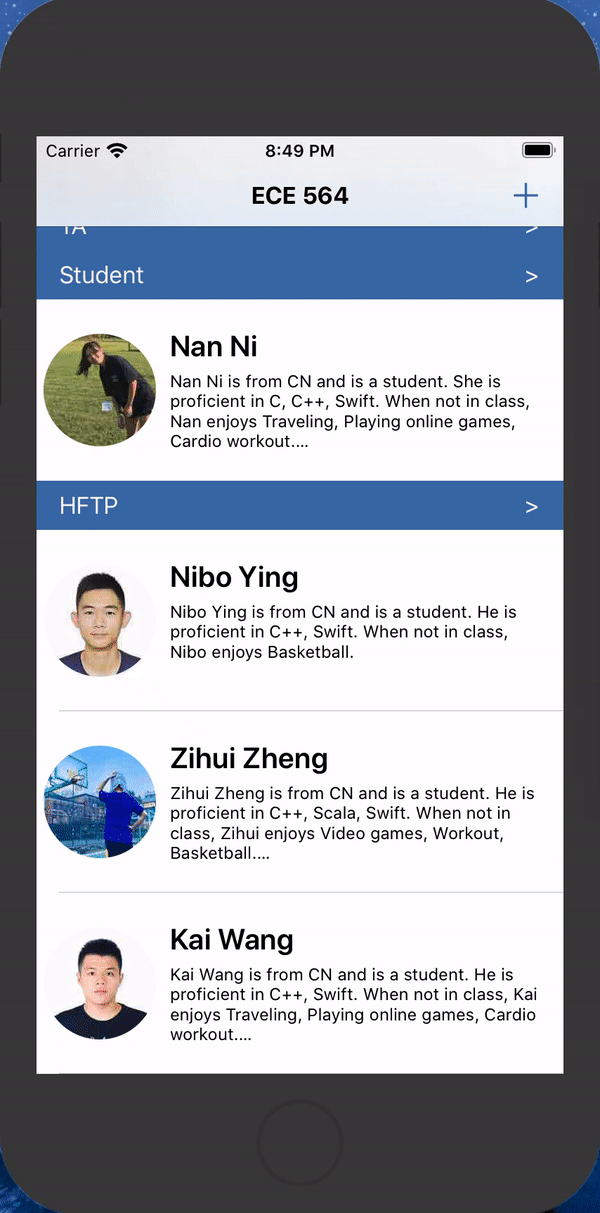 Carrier 8:49 PM
ECE 564 +
TA >
Student >
Nan Ni
Nan Ni is from CN and is a student. She is
proficient in C, C++, Swift. When not in class,
Nan enjoys Traveling, Playing online games,
Cardio workout....
HFTP >
Nibo Ying
Nibo Ying is from CN and is a student. He is
proficient in C++, Swift. When not in class,
Nibo enjoys Basketball.
Zihui Zheng
Zihui Zheng is from CN and is a student. He is
proficient in C++, Scala, Swift. When not in
class, Zihui enjoys Video games, Workout,
Basketball....
Kai Wang
Kai Wang is from CN and is a student. He is
proficient in C++, Swift. When not in class, Kai
enjoys Traveling, Playing online games, Cardio
workout....